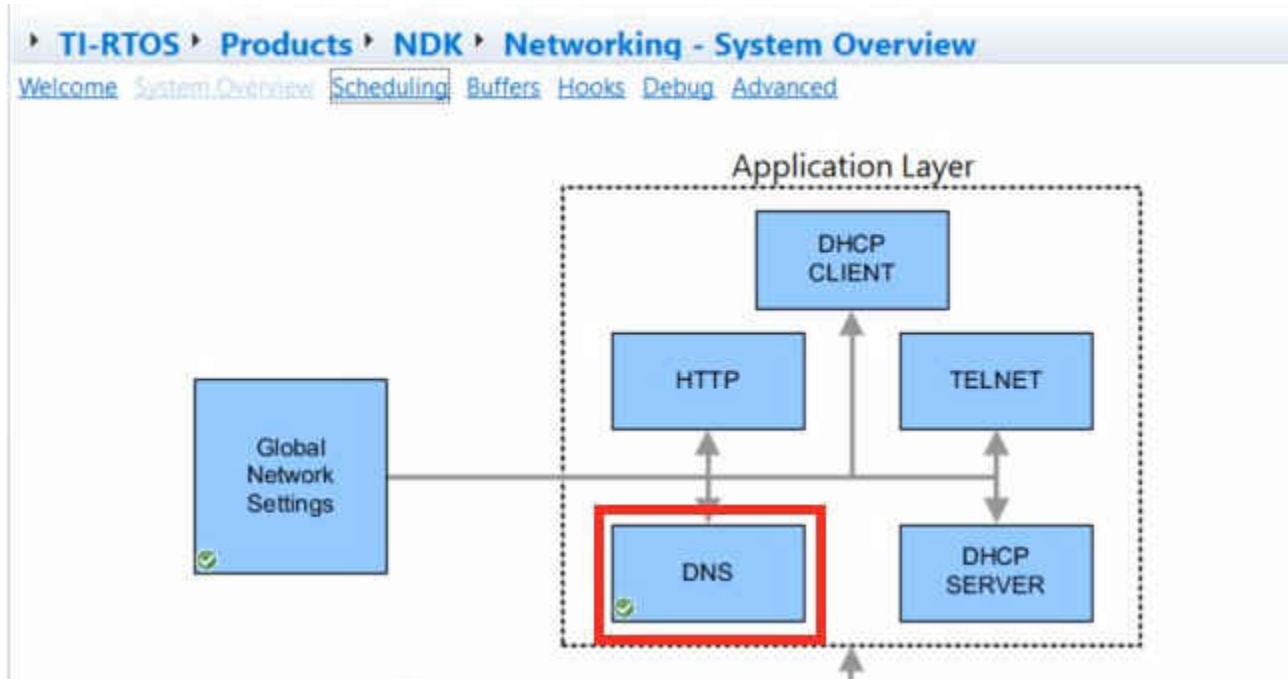 TI-RTOS Products NDK Networking - System Overview
Welcome System Overview Scheduling Buffers Hooks Debug Advanced
Application Layer
DHCP
CLIENT
HTTP
TELNET
Global
Network
Settings
DNS
DHCP
SERVER